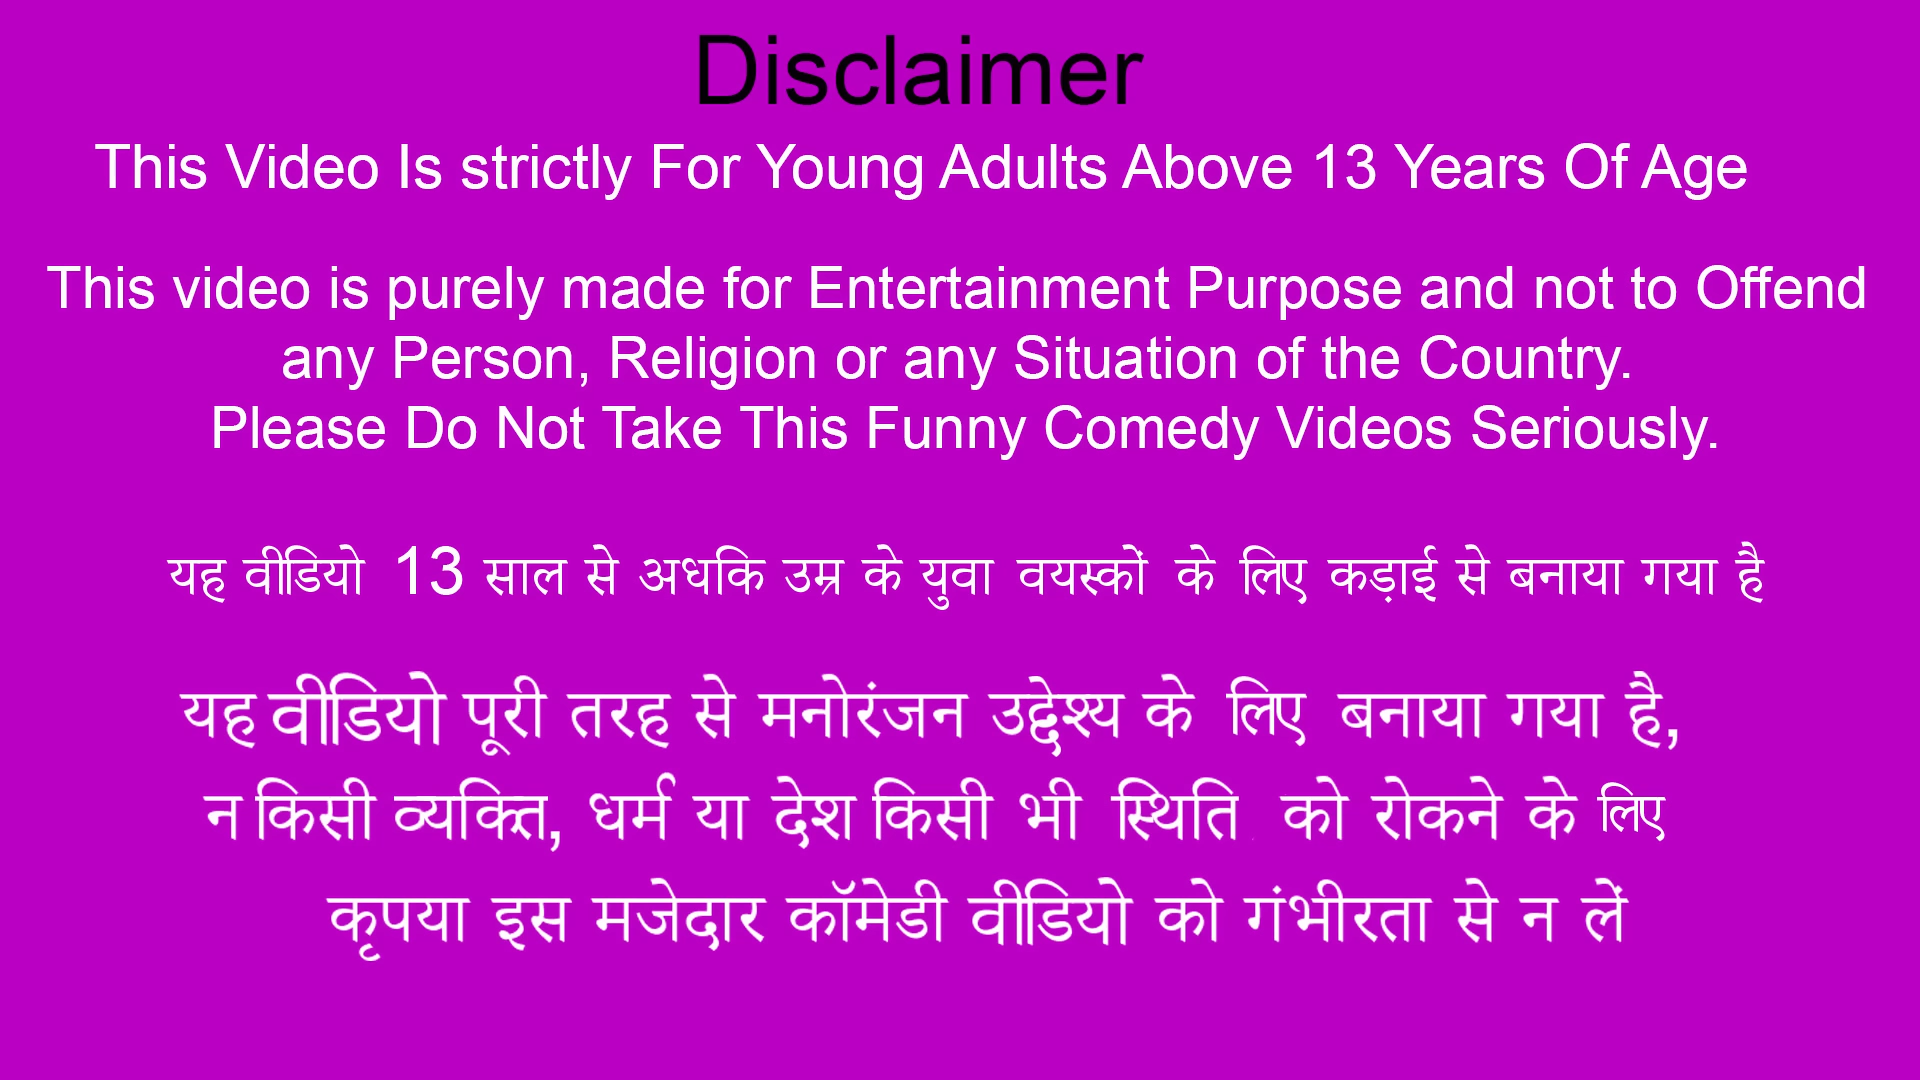 Disclaimer
This Video Is strictly For Young Adults Above 13 Years Of Age
This video is purely made for Entertainment Purpose and not to Offend
any Person, Religion or any Situation of the Country.
Please Do Not Take This Funny Comedy Videos Seriously.
यह वीडियो 13 साल से अधकि उम्र के युवा वयस्कों के लिए कड़ाई से बनाया गया है
यह वीडियो पूरी तरह से मनोरंजन उद्देश्य के लिए बनाया गया है,
न किसी व्यक्ति, धर्म या देश किसी भी स्थिति को रोकने के लिए
कृपया इस मजेदार कॉमेडी वीडियो को गंभीरता से न लें